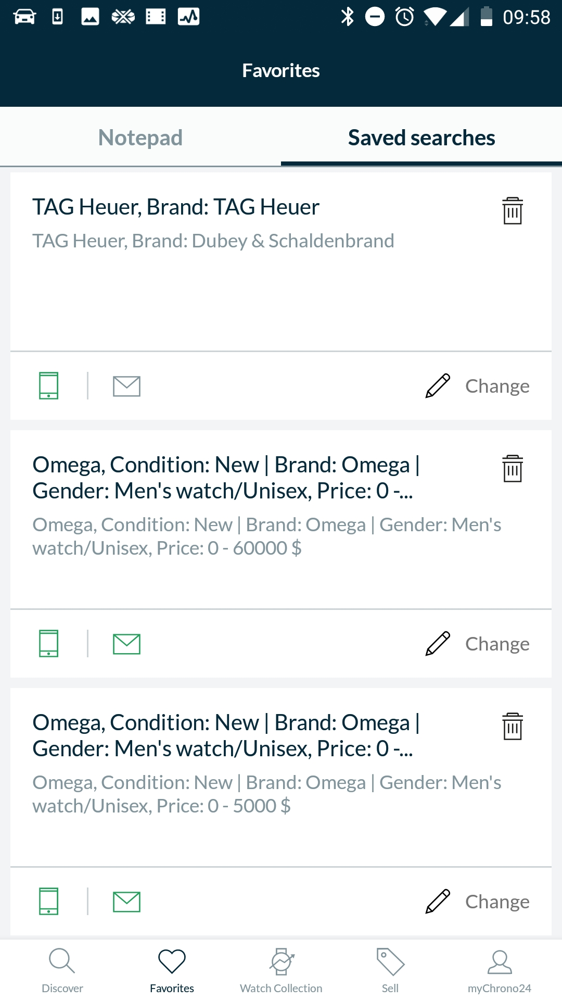 09:58
Favorites
Notepad
Saved searches
TAG Heuer, Brand: TAG Heuer
TAG Heuer, Brand: Dubey & Schaldenbrand
Change
Omega, Condition: New | Brand: Omega |
Gender: Men's watch/Unisex, Price: 0 -...
Omega, Condition: New | Brand: Omega | Gender: Men's
watch/Unisex, Price: 0 - 60000 $
Change
Omega, Condition: New | Brand: Omega |
Gender: Men's watch/Unisex, Price: 0 -...
Omega, Condition: New | Brand: Omega | Gender: Men's
watch/Unisex, Price: 0 - 5000 $
Change
Discover
Favorites
Watch Collection
Sell
myChrono24